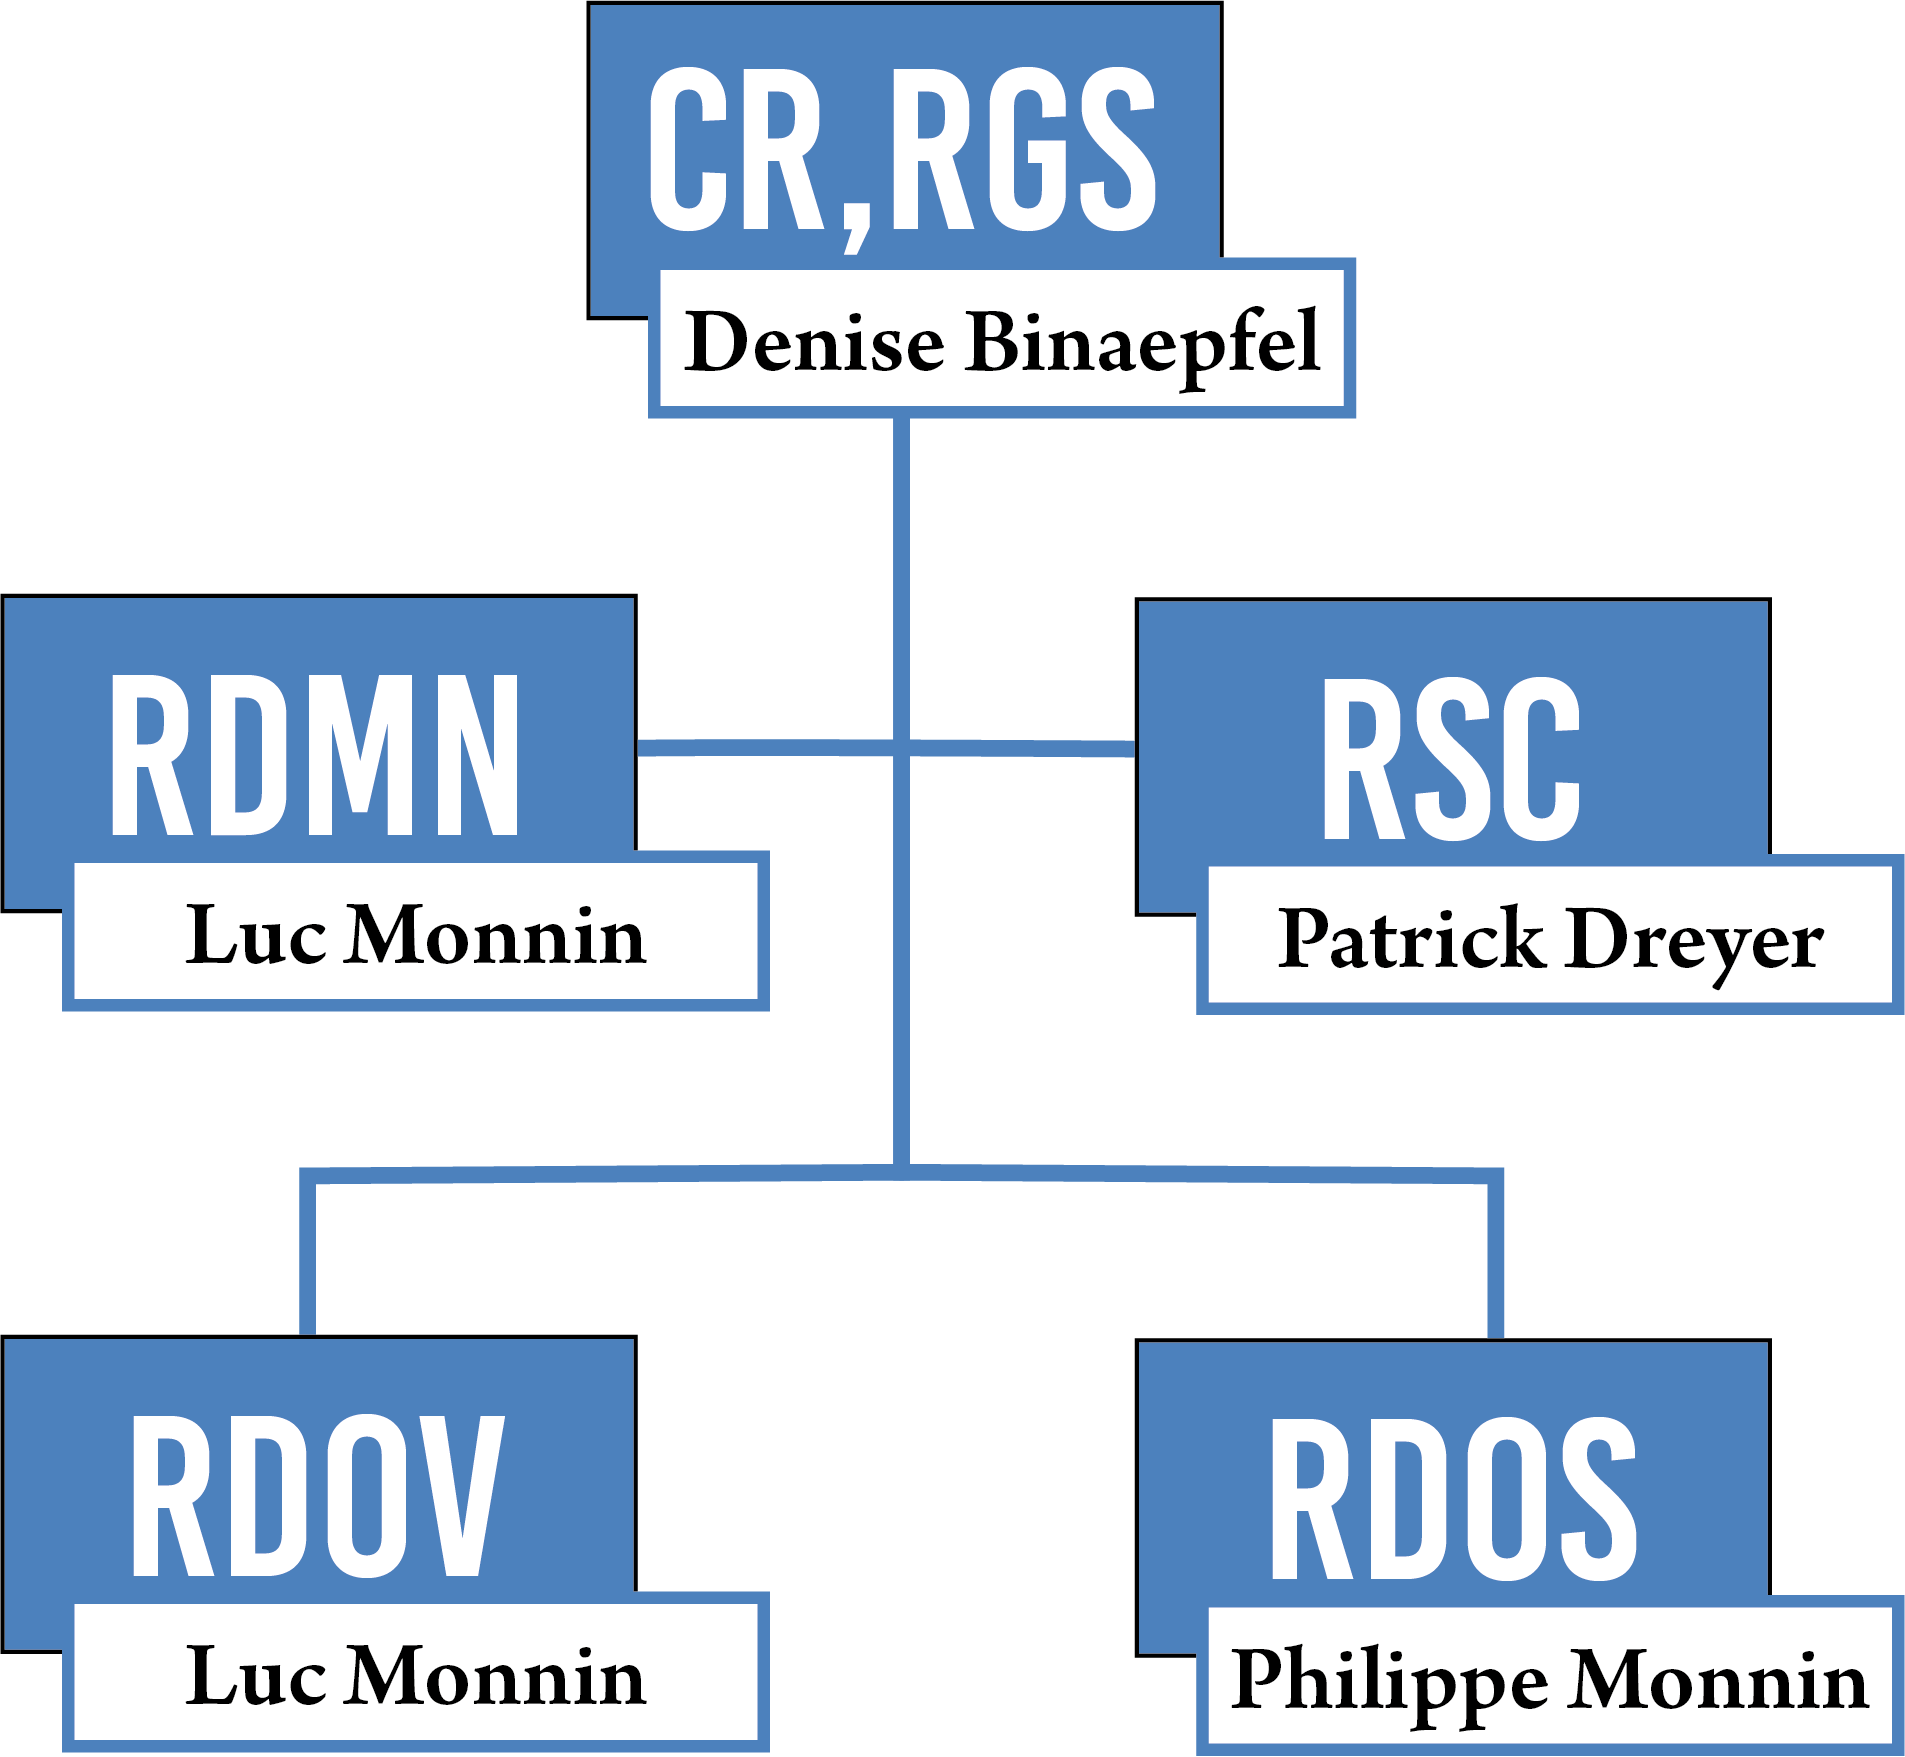 CR,RGS
Denise Binaepfel
RDMN
Luc Monnin
RSC
Patrick Dreyer
RDOV
Luc Monnin
RDOS
Philippe Monnin